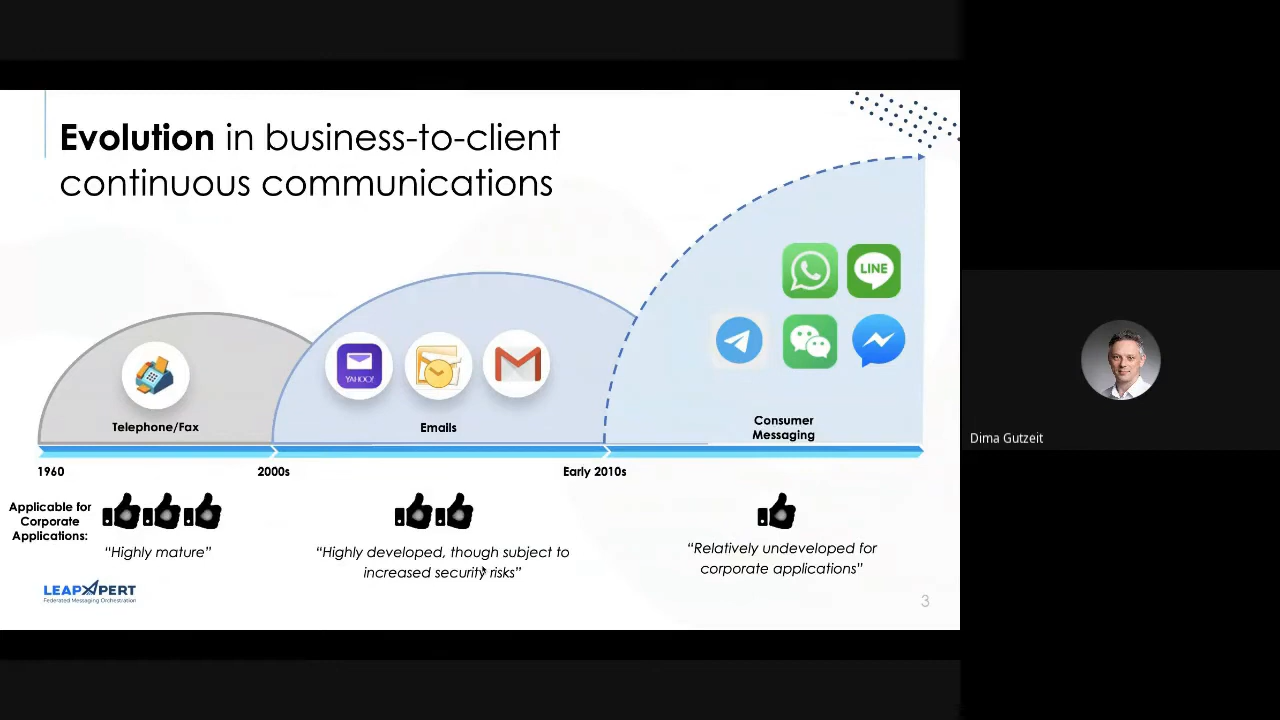 Evolution in business-to-client
continuous communications
LINE
YAHOO!
Telephone/Fax
Emails
Consumer
Messaging
1960
2000s
Early 2010s
Applicable for
Corporate
Applications:
“Highly mature”
“Highly developed, though subject to
increased security risks”
“Relatively undeveloped for
corporate applications”
LEAPXPERT
Federated Messaging Orchestration
3
Dima Gutzeit